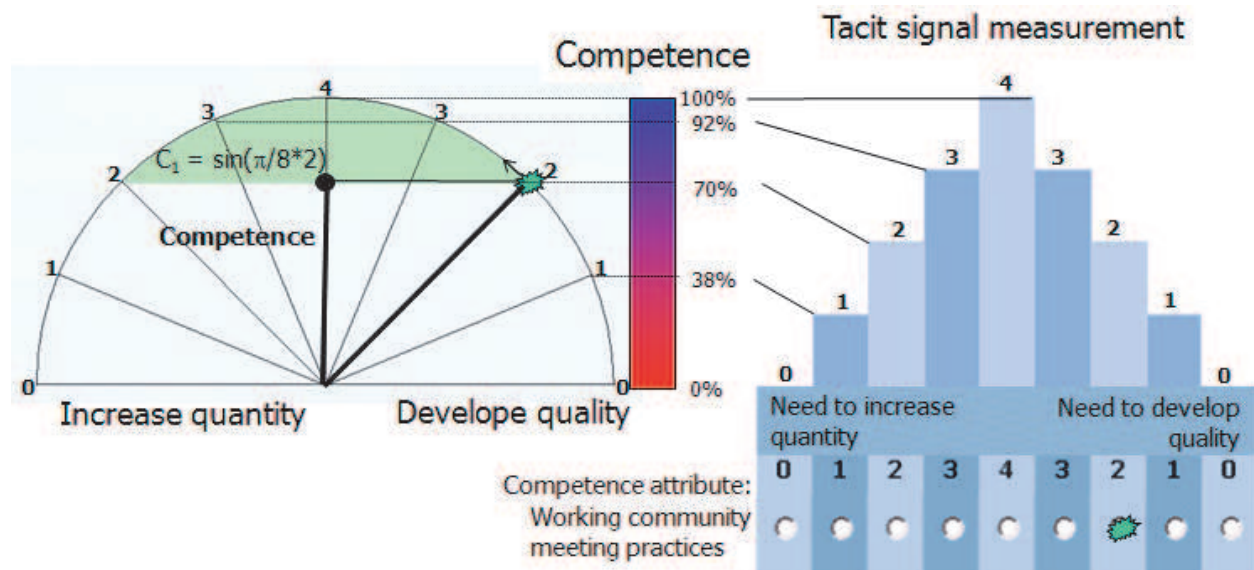 Tacit signal measurement
Competence
4
3
3
C1 = sin(π/8*2)
2
2
Competence
1
1
0
0
Increase quantity
Develope quality
100%
92%
70%
38%
0%
4
3
3
2
2
1
1
0
0
Need to increase
quantity
Need to develop
quality
0 1 2 3 4 3 2 1 0
Competence attribute:
Working community
meeting practices